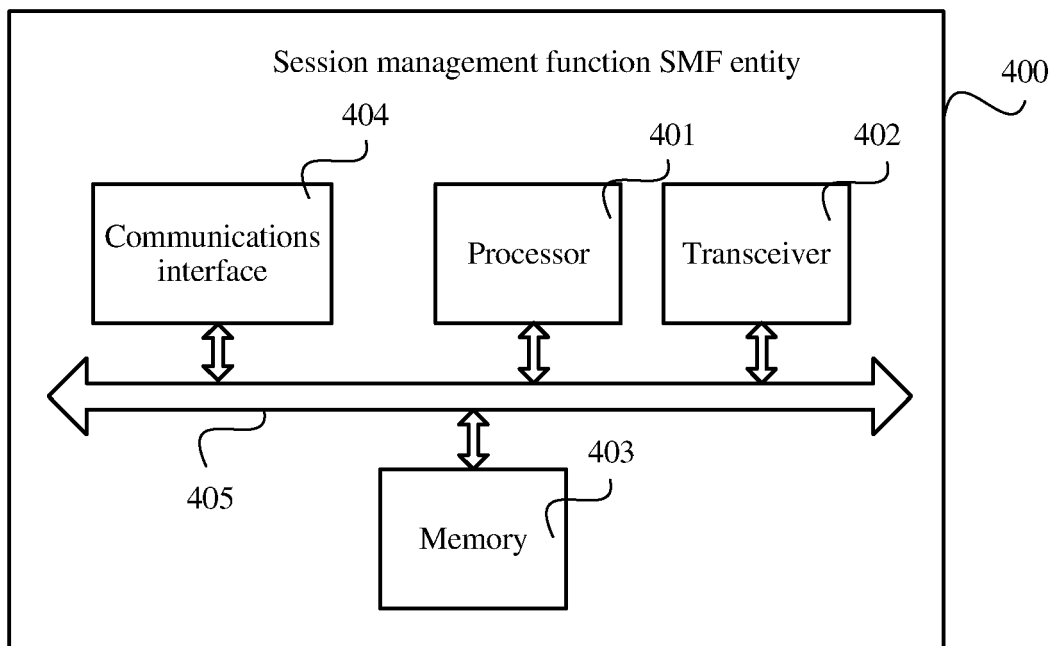 Session management function SMF entity
400
404
401
402
Communications
interface
Processor
Transceiver
405
403
Memory